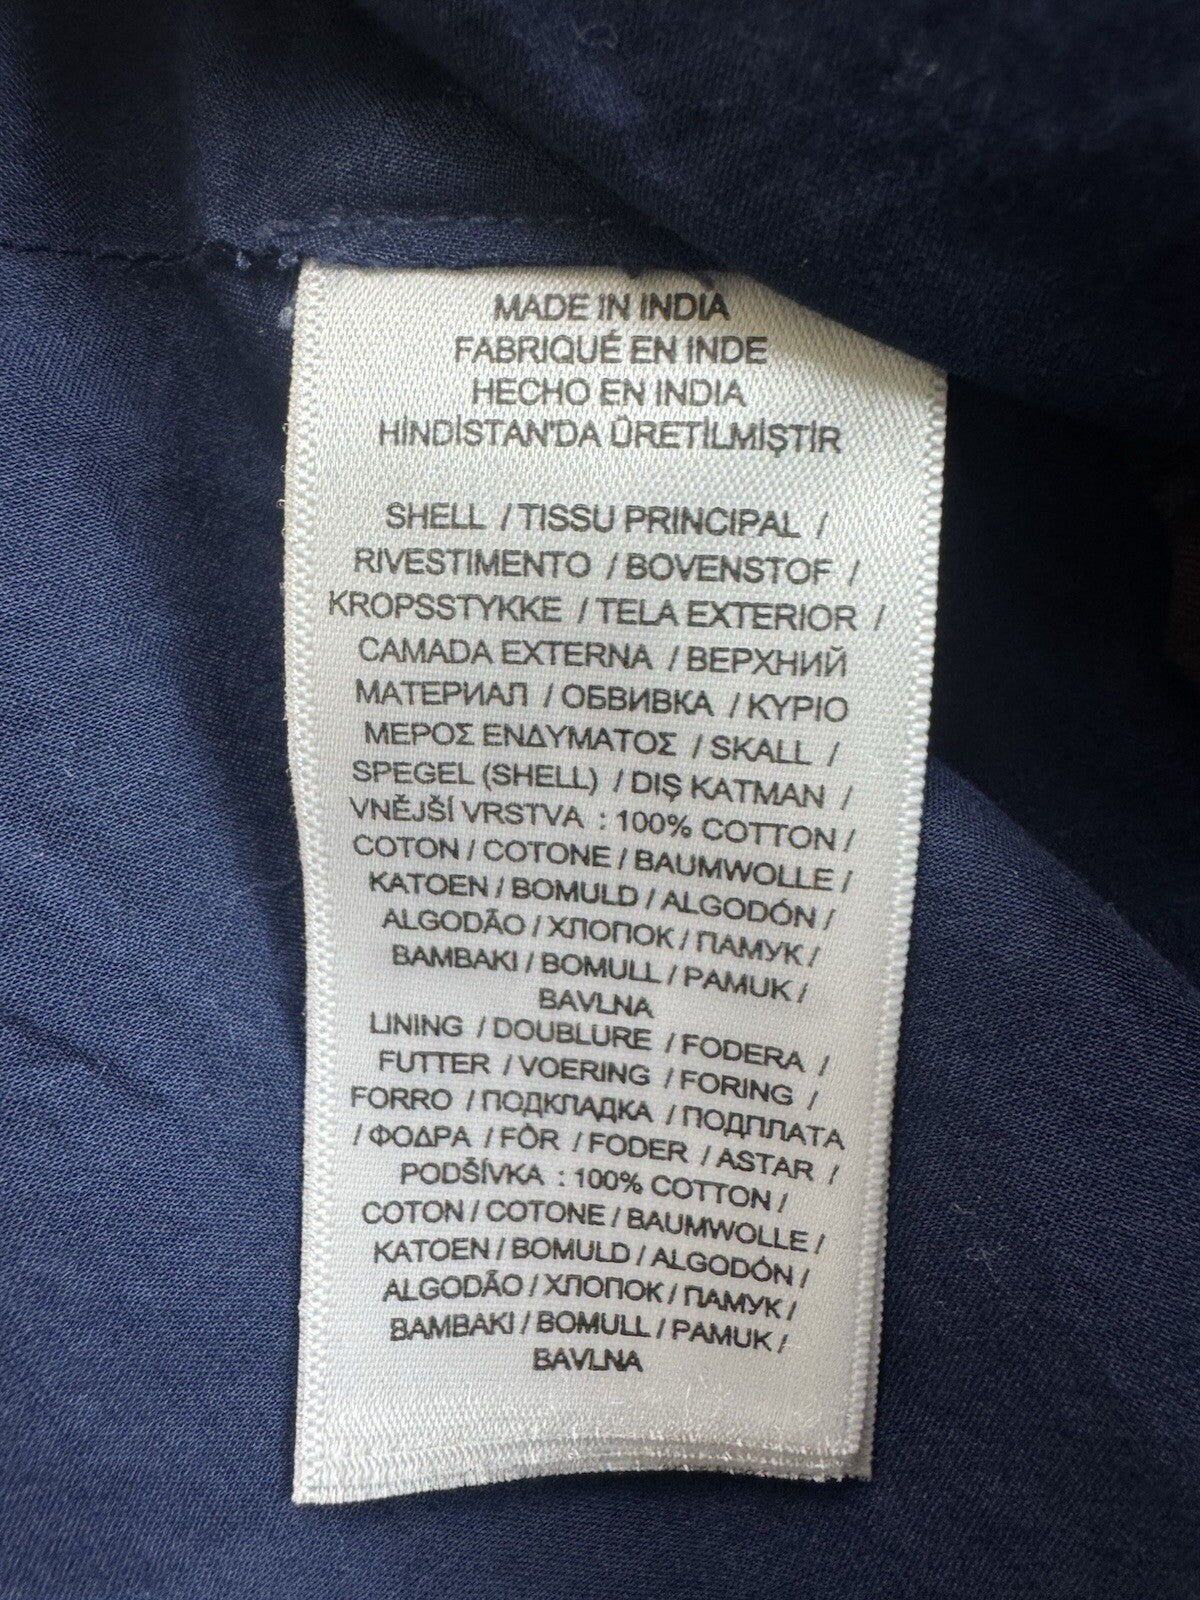 MADE IN INDIA
FABRIQUÉ EN INDE
HECHO EN INDIA
HİNDİSTAN'DA ÜRETİLMİŞTİR
SHELL / TISSU PRINCIPAL /
RIVESTIMENTO / BOVENSTOF /
KROPSSTYKKE / TELA EXTERIOR /
CAMADA EXTERNA / ВЕРХНИЙ
МАТЕРИАЛ / ОБВИВКА / ΚΥΡΙΟ
ΜΕΡΟΣ ΕΝΔΥΜΑΤΟΣ / SKALL /
SPEGEL (SHELL) / DIŞ KATMAN /
VNĚJŠÍ VRSTVA : 100% COTTON /
COTON / COTONE / BAUMWOLLE /
KATOEN / BOMULD / ALGODÓN /
ALGODÃO / ХЛОПОК / ПАМУК /
BAMBAKI / BOMULL / PAMUK /
BAVLNA
LINING / DOUBLURE / FODERA /
FUTTER / VOERING / FORING /
FORRO / ПОДКЛАДКА / ПОДПЛАТА
/ ΦΟΔΡΑ / FÔR / FODER / ASTAR /
PODŠÍVKA : 100% COTTON /
COTON / COTONE / BAUMWOLLE /
KATOEN / BOMULD / ALGODÓN /
ALGODÃO / ХЛОПОК / ПАМУК /
BAMBAKI / BOMULL / PAMUK /
BAVLNA